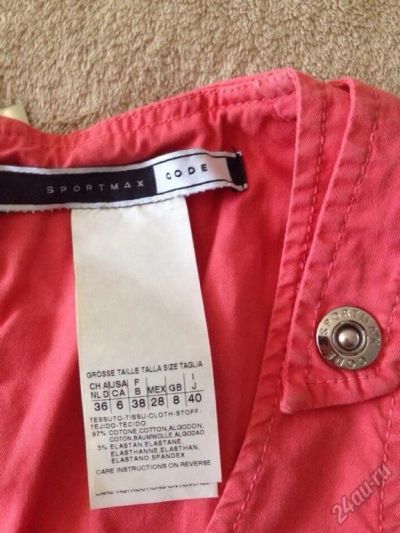 SPORTMAX CODE
GRÖSSE TAILLE TALLA SIZE TAGLIA
CH A USA F I
NL D CA B MEX GB J
36 6 38 28 8 40
TESSUTO-TISSU-CLOTH-STOFF-
TEJIDO-TECIDO
97% COTONE,COTTON,ALGODON,
COTON,BAUMWOLLE,ALGODAO
3% ELASTAN,ELASTANE,
ELASTHANNE,ELASTHAN,
ELASTANO,SPANDEX
CARE INSTRUCTIONS ON REVERSE
SPORTMAX
CODE
24au.ru